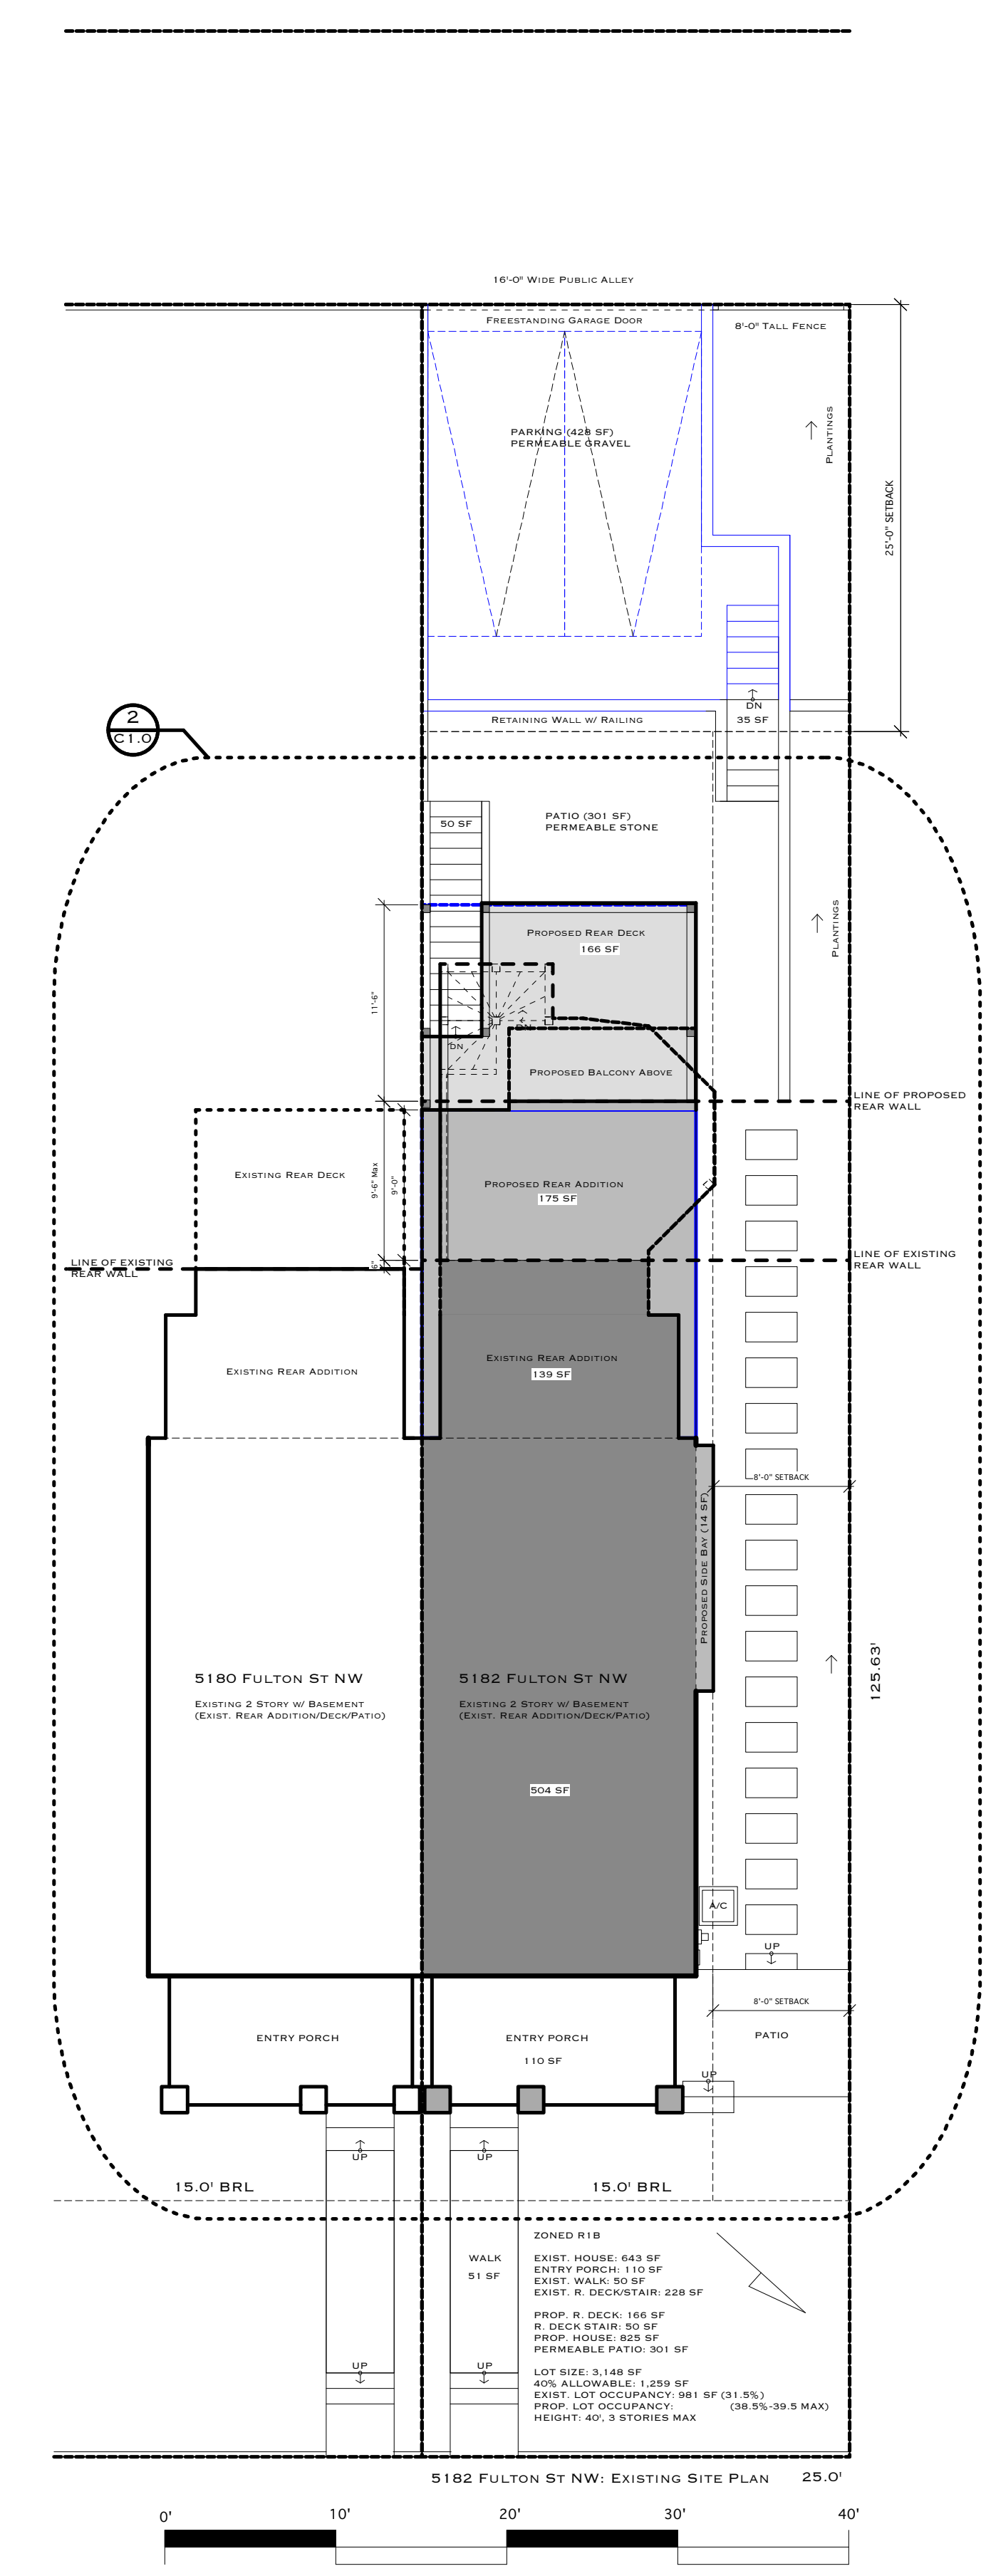 16'-0" Wide Public Alley
Freestanding Garage Door
8'-0" Tall Fence
Parking (428 SF)
Permeable Gravel
Plantings
25'-0" SETBACK
2
C1.0
Retaining Wall w/ Railing
DN
35 SF
50 SF
Patio (301 SF)
Permeable Stone
Plantings
Proposed Rear Deck
166 SF
11'-6"
DN
DN
Proposed Balcony Above
LINE OF PROPOSED
REAR WALL
Existing Rear Deck
9'-6" Max
9'-0"
Proposed Rear Addition
175 SF
LINE OF EXISTING
REAR WALL
6"
LINE OF EXISTING
REAR WALL
Existing Rear Addition
Existing Rear Addition
139 SF
8'-0" SETBACK
Proposed Side Bay (14 SF)
5180 Fulton St NW
Existing 2 Story w/ Basement
(Exist. Rear Addition/Deck/Patio)
5182 Fulton St NW
Existing 2 Story w/ Basement
(Exist. Rear Addition/Deck/Patio)
125.63'
504 SF
A/C
UP
8'-0" SETBACK
ENTRY PORCH
ENTRY PORCH
110 SF
PATIO
UP
UP
UP
15.0' BRL
15.0' BRL
WALK
51 SF
ZONED R1B
EXIST. HOUSE: 643 SF
ENTRY PORCH: 110 SF
EXIST. WALK: 50 SF
EXIST. R. DECK/STAIR: 228 SF
PROP. R. DECK: 166 SF
R. DECK STAIR: 50 SF
PROP. HOUSE: 825 SF
PERMEABLE PATIO: 301 SF
LOT SIZE: 3,148 SF
40% ALLOWABLE: 1,259 SF
EXIST. LOT OCCUPANCY: 981 SF (31.5%)
PROP. LOT OCCUPANCY: (38.5%-39.5 MAX)
HEIGHT: 40', 3 STORIES MAX
UP
UP
5182 Fulton St NW: Existing Site Plan
25.0'
0' 10' 20' 30' 40'